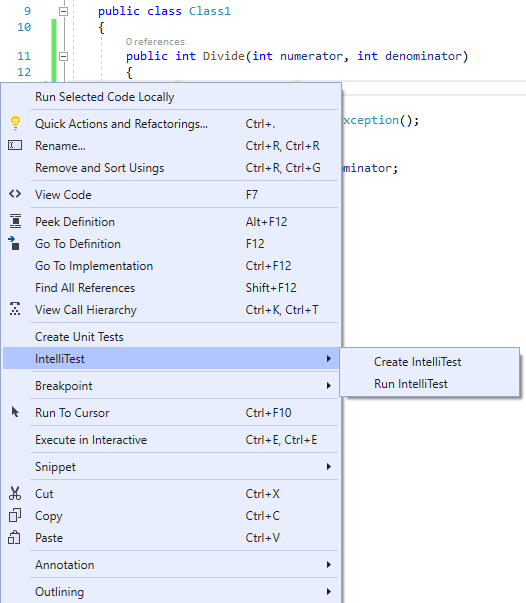 9 public class Class1
10 {
0 references
11 public int Divide(int numerator, int denominator)
12 {
Run Selected Code Locally
xception();
Quick Actions and Refactorings... Ctrl+.
Rename... Ctrl+R, Ctrl+R
Remove and Sort Usings Ctrl+R, Ctrl+G
minator;
View Code F7
Peek Definition Alt+F12
Go To Definition F12
Go To Implementation Ctrl+F12
Find All References Shift+F12
View Call Hierarchy Ctrl+K, Ctrl+T
Create Unit Tests
IntelliTest
Create IntelliTest
Run IntelliTest
Breakpoint
Run To Cursor Ctrl+F10
Execute in Interactive Ctrl+E, Ctrl+E
Snippet
Cut Ctrl+X
Copy Ctrl+C
Paste Ctrl+V
Annotation
Outlining